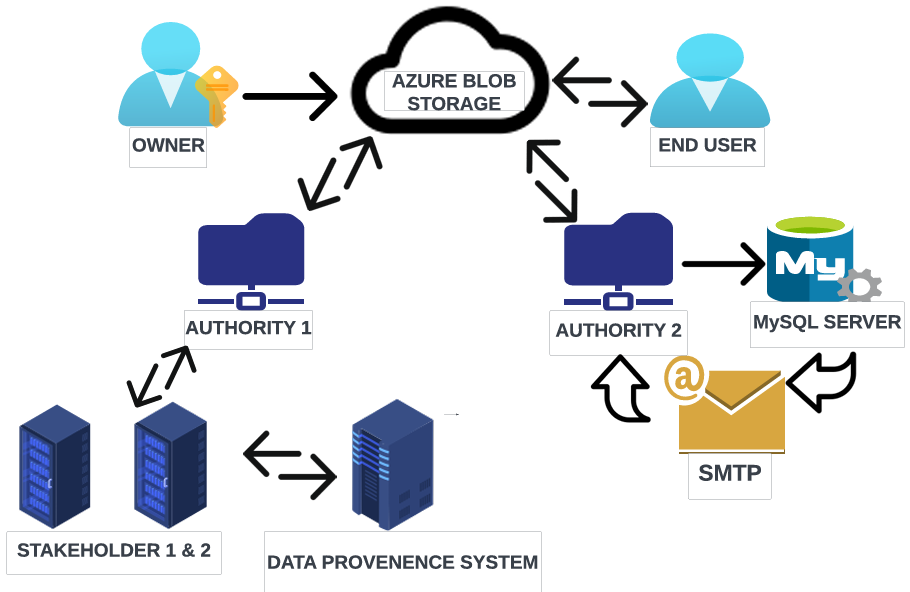 AZURE BLOB
STORAGE
OWNER
END USER
My
AUTHORITY 1
AUTHORITY 2
MySQL SERVER
@
SMTP
STAKEHOLDER 1 & 2
DATA PROVENENCE SYSTEM